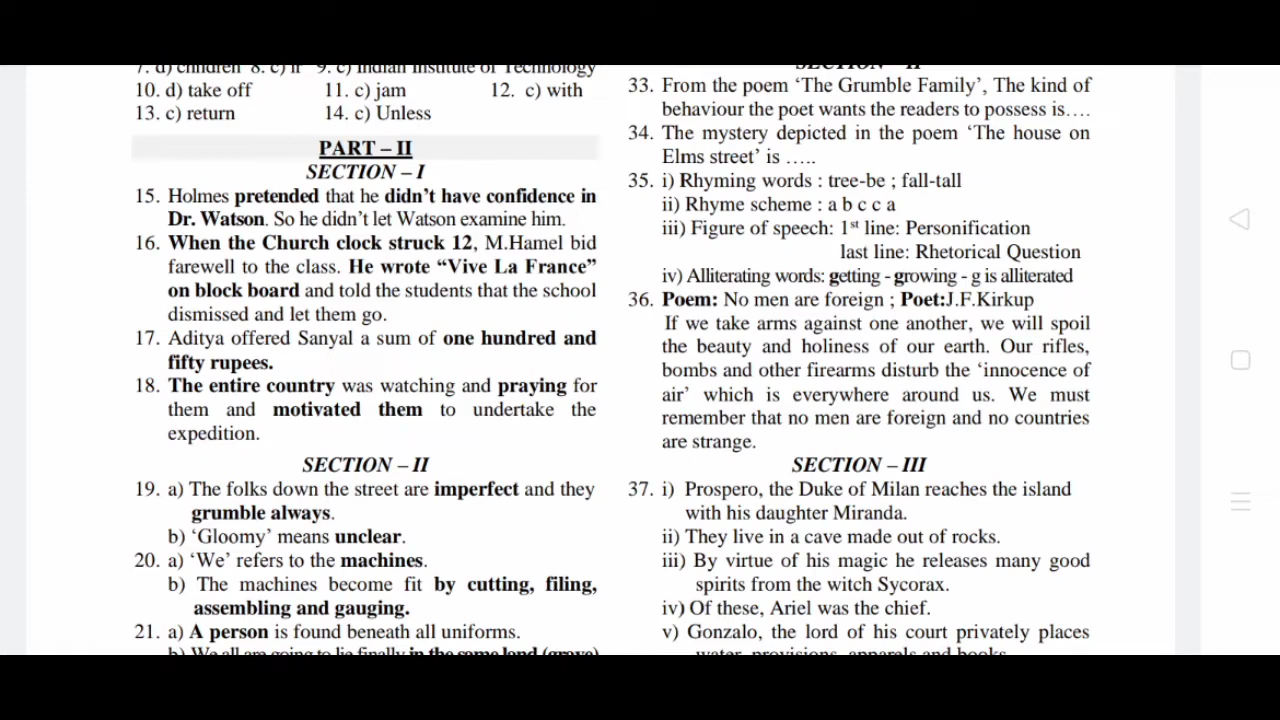 7. d) children 8. c) if 9. c) Indian Institute of Technology
10. d) take off 11. c) jam 12. c) with
13. c) return 14. c) Unless
PART – II
SECTION – I
15. Holmes pretended that he didn't have confidence in
Dr. Watson. So he didn't let Watson examine him.
16. When the Church clock struck 12, M.Hamel bid
farewell to the class. He wrote “Vive La France”
on block board and told the students that the school
dismissed and let them go.
17. Aditya offered Sanyal a sum of one hundred and
fifty rupees.
18. The entire country was watching and praying for
them and motivated them to undertake the
expedition.
SECTION – II
19. a) The folks down the street are imperfect and they
grumble always.
b) ‘Gloomy’ means unclear.
20. a) ‘We’ refers to the machines.
b) The machines become fit by cutting, filing,
assembling and gauging.
21. a) A person is found beneath all uniforms.
b) We all are going to lie finally in the same land (grave)
SECTION – II
33. From the poem ‘The Grumble Family’, The kind of
behaviour the poet wants the readers to possess is….
34. The mystery depicted in the poem ‘The house on
Elms street’ is …..
35. i) Rhyming words : tree-be ; fall-tall
ii) Rhyme scheme : a b c c a
iii) Figure of speech: 1st line: Personification
last line: Rhetorical Question
iv) Alliterating words: getting - growing - g is alliterated
36. Poem: No men are foreign ; Poet:J.F.Kirkup
If we take arms against one another, we will spoil
the beauty and holiness of our earth. Our rifles,
bombs and other firearms disturb the ‘innocence of
air’ which is everywhere around us. We must
remember that no men are foreign and no countries
are strange.
SECTION – III
37. i) Prospero, the Duke of Milan reaches the island
with his daughter Miranda.
ii) They live in a cave made out of rocks.
iii) By virtue of his magic he releases many good
spirits from the witch Sycorax.
iv) Of these, Ariel was the chief.
v) Gonzalo, the lord of his court privately places
water, provisions, apparels and books